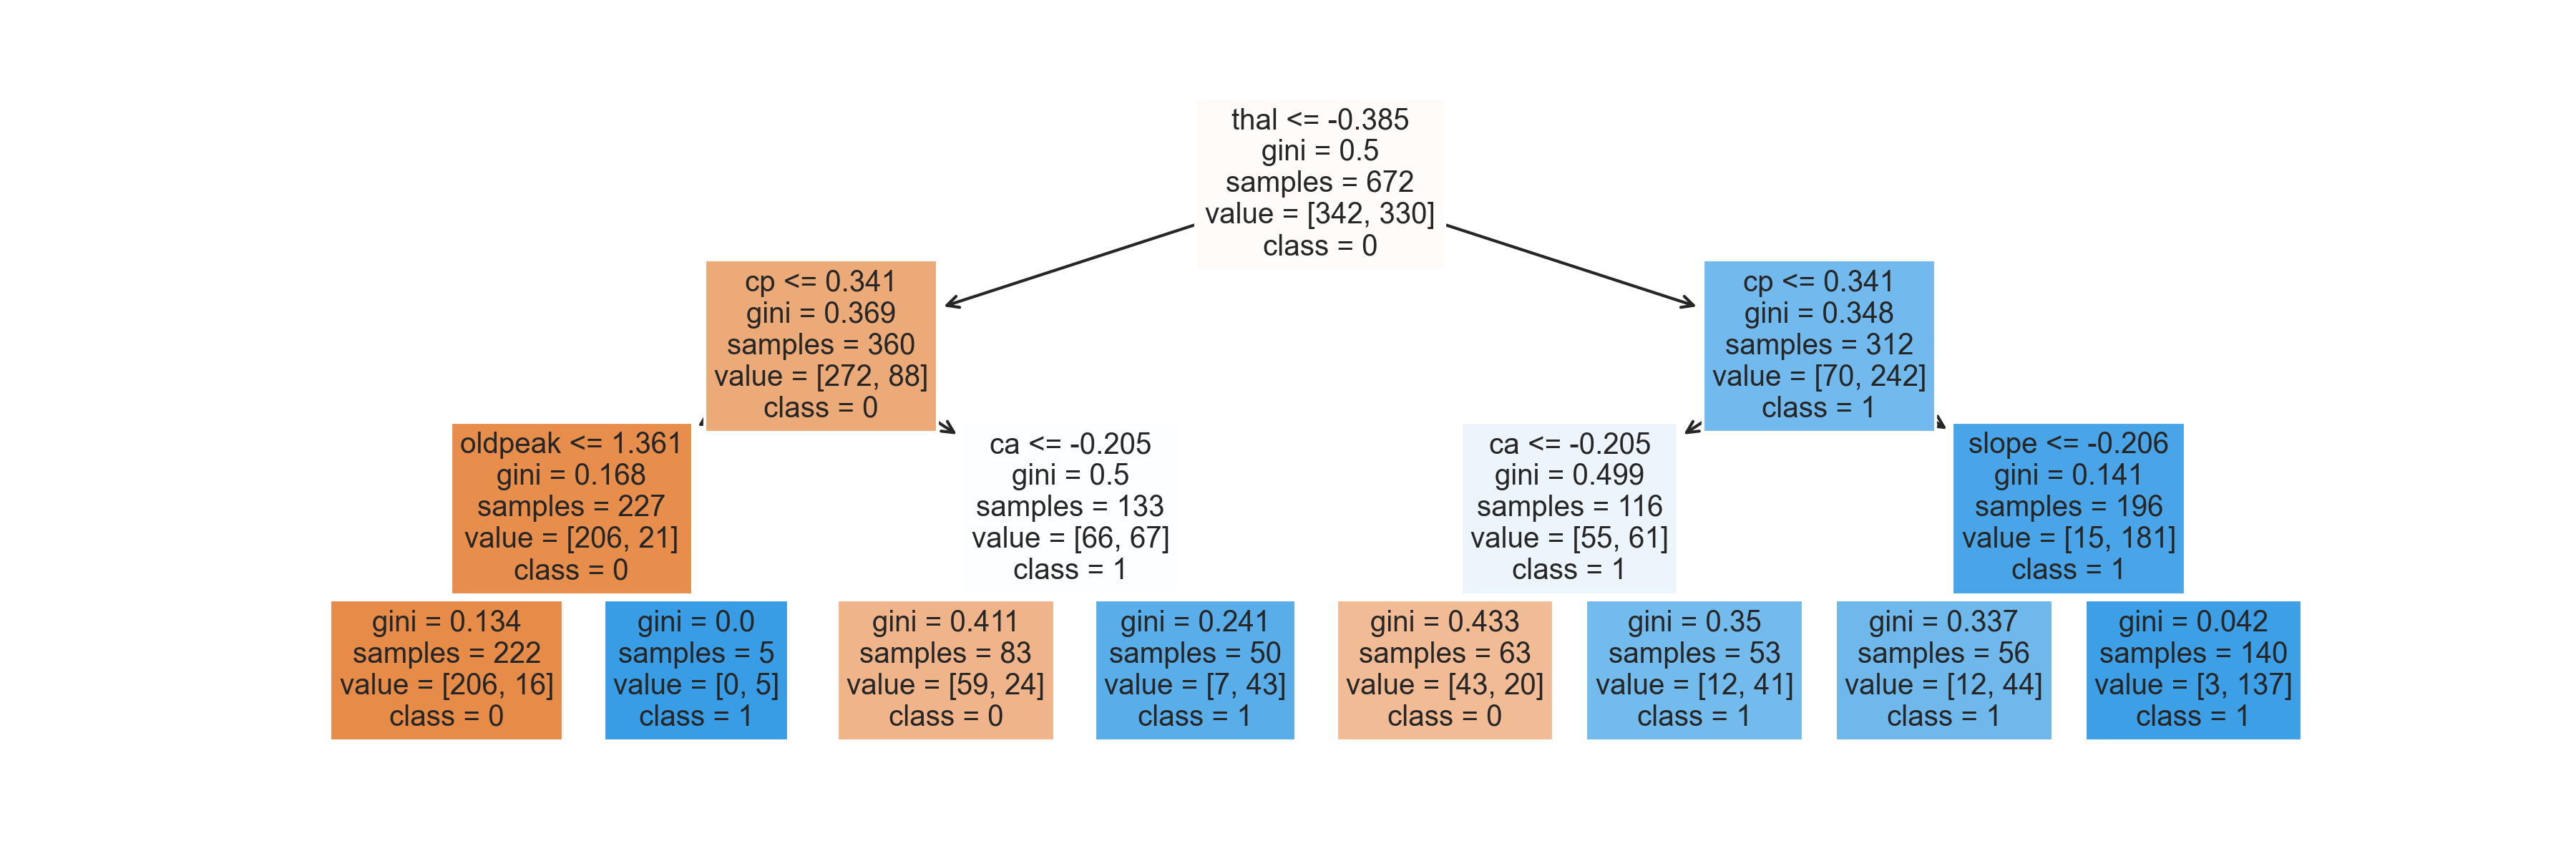 thal <= -0.385
gini = 0.5
samples = 672
value = [342, 330]
class = 0
cp <= 0.341
gini = 0.369
samples = 360
value = [272, 88]
class = 0
cp <= 0.341
gini = 0.348
samples = 312
value = [70, 242]
class = 1
oldpeak <= 1.361
gini = 0.168
samples = 227
value = [206, 21]
class = 0
ca <= -0.205
gini = 0.5
samples = 133
value = [66, 67]
class = 1
ca <= -0.205
gini = 0.499
samples = 116
value = [55, 61]
class = 1
slope <= -0.206
gini = 0.141
samples = 196
value = [15, 181]
class = 1
gini = 0.134
samples = 222
value = [206, 16]
class = 0
gini = 0.0
samples = 5
value = [0, 5]
class = 1
gini = 0.411
samples = 83
value = [59, 24]
class = 0
gini = 0.241
samples = 50
value = [7, 43]
class = 1
gini = 0.433
samples = 63
value = [43, 20]
class = 0
gini = 0.35
samples = 53
value = [12, 41]
class = 1
gini = 0.337
samples = 56
value = [12, 44]
class = 1
gini = 0.042
samples = 140
value = [3, 137]
class = 1